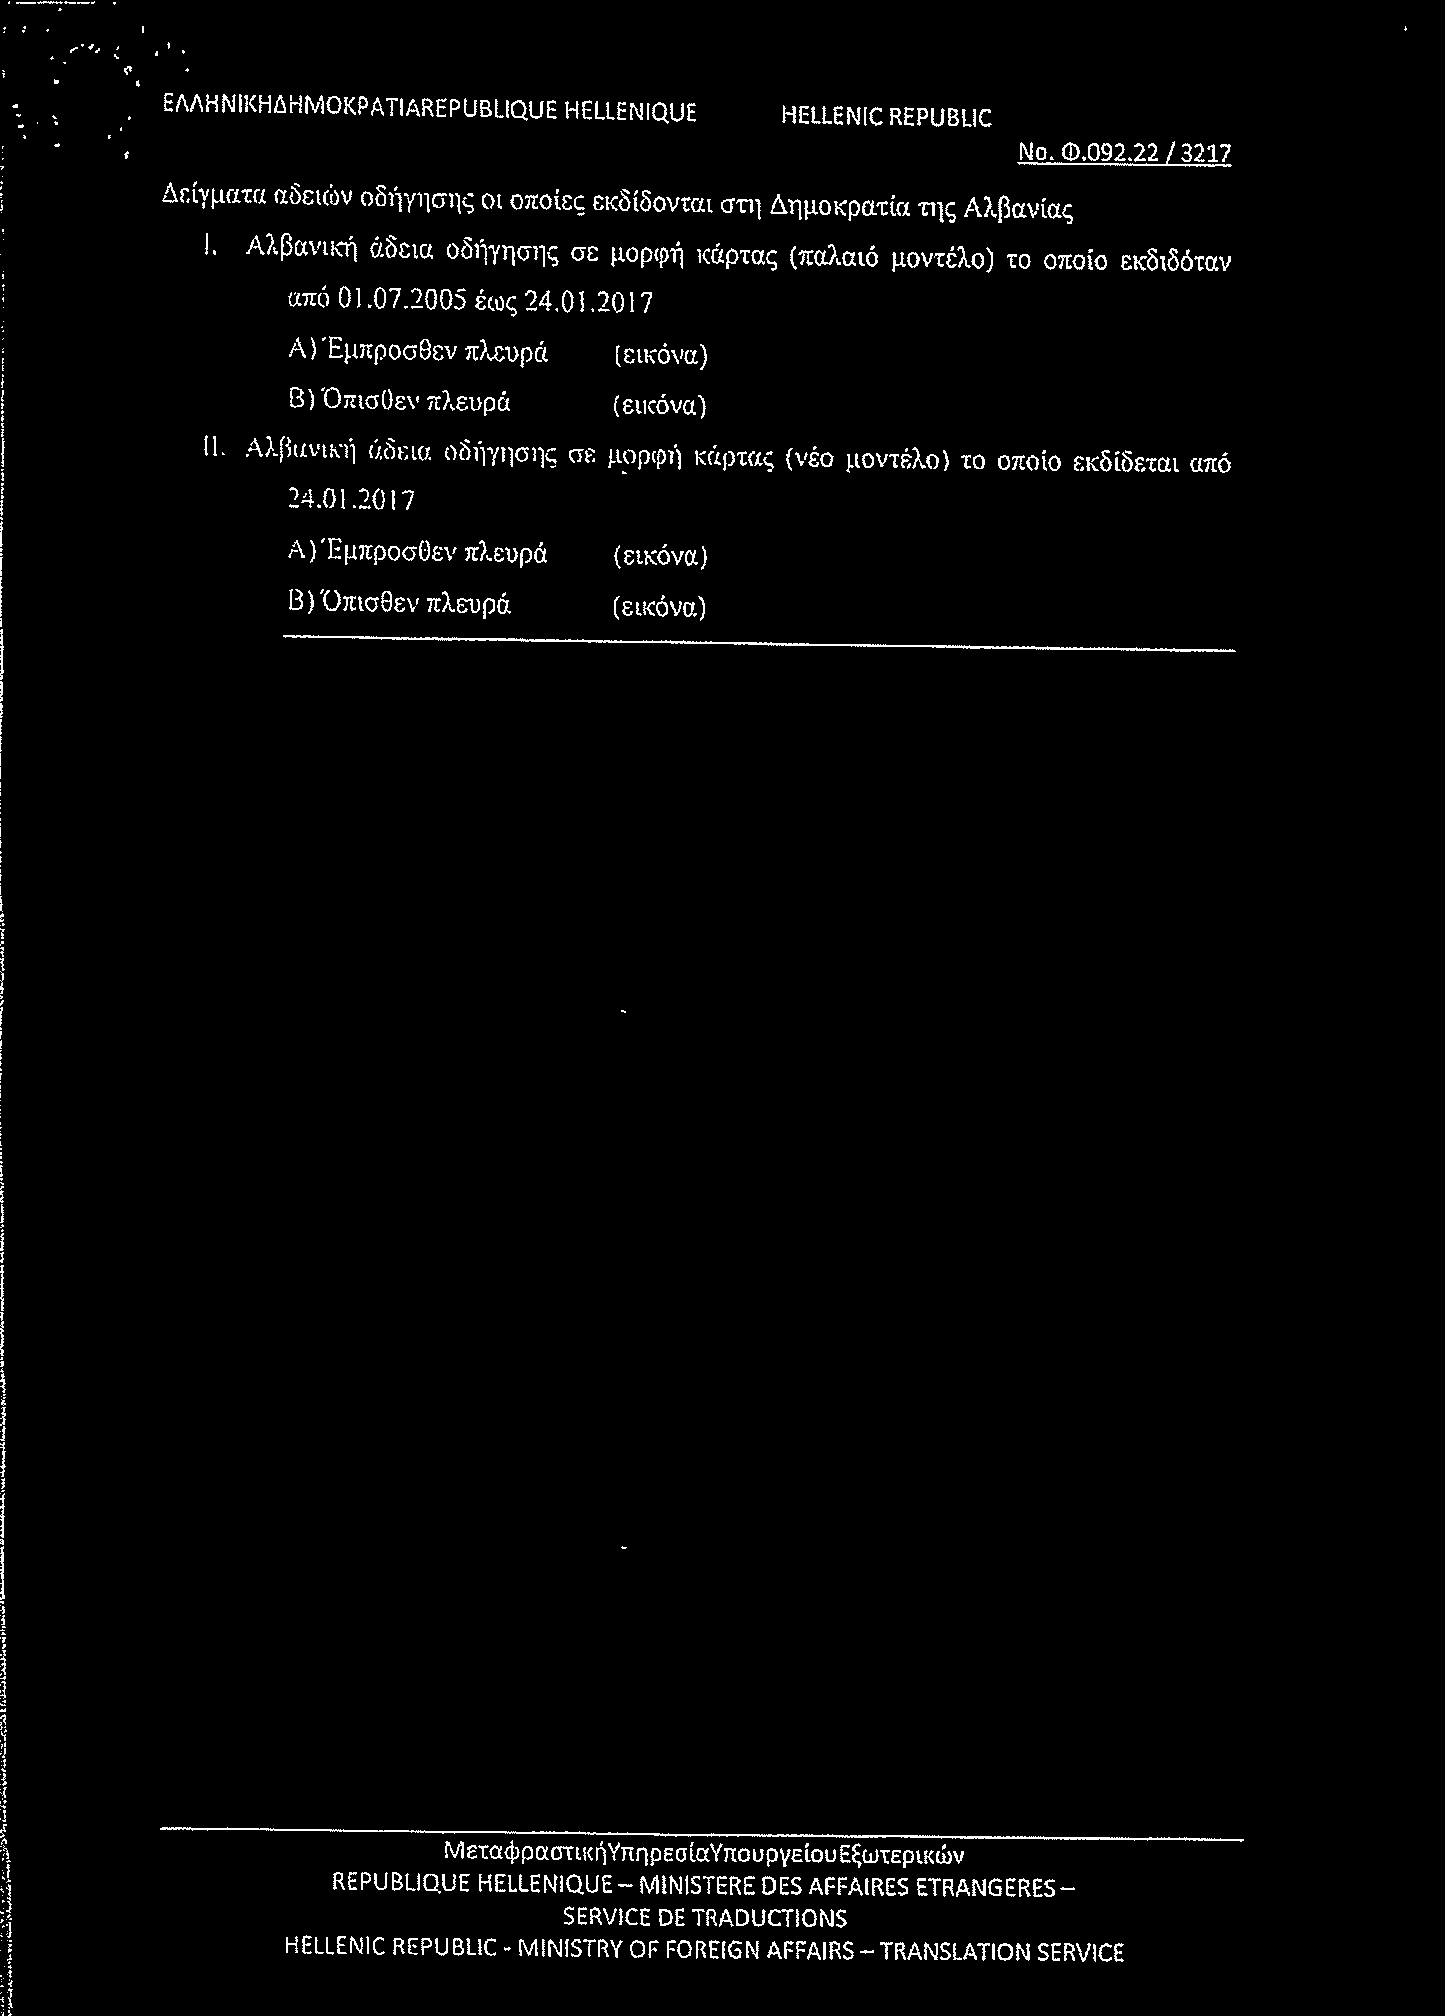 ΕΛΛΗΝΙΚΗΔΗΜΟΚΡΑΤΙΑREPUBLIQUE HELLENIQUE HELLENIC REPUBLIC
No. Φ.092.22 / 3217
Δείγματα αδειών οδήγησης οι οποίες εκδίδονται στη Δημοκρατία της Αλβανίας
I. Αλβανική άδεια οδήγησης σε μορφή κάρτας (παλαιό μοντέλο) το οποίο εκδιδόταν
από 01.07.2005 έως 24.01.2017
Α) Έμπροσθεν πλευρά (εικόνα)
Β) Όπισθεν πλευρά (εικόνα)
II. Αλβανική άδεια οδήγησης σε μορφή κάρτας (νέο μοντέλο) το οποίο εκδίδεται από
24.01.2017
Α) Έμπροσθεν πλευρά (εικόνα)
Β) Όπισθεν πλευρά (εικόνα)
ΜεταφραστικήΥπηρεσίαΥπουργείουΕξωτερικών
REPUBLIQUE HELLENIQUE – MINISTERE DES AFFAIRES ETRANGERES –
SERVICE DE TRADUCTIONS
HELLENIC REPUBLIC - MINISTRY OF FOREIGN AFFAIRS – TRANSLATION SERVICE